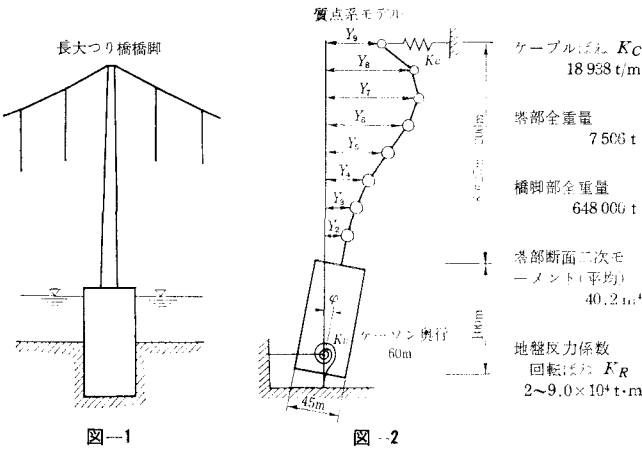 質点系モデル
長大つり橋橋脚
Y₉
K_C
Y₈
Y₇
Y₆
Y₅
Y₄
Y₃
Y₂
φ
ケーソン奥行
60m
100m
45m
ケーブルばね K_C
18 938 t/m
塔部全重量
7 506 t
橋脚部全重量
648 000 t
塔部断面二次モ
ーメント(平均)
40.2 m⁴
地盤反力係数
回転ばね K_R
2～9.0×10⁴ t·m
図—1
図—2